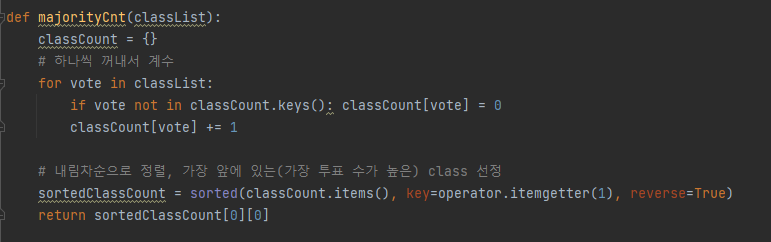 def majorityCnt(classList):
    classCount = {}
    # 하나씩 꺼내서 계수
    for vote in classList:
        if vote not in classCount.keys(): classCount[vote] = 0
        classCount[vote] += 1

    # 내림차순으로 정렬, 가장 앞에 있는(가장 투표 수가 높은) class 선정
    sortedClassCount = sorted(classCount.items(), key=operator.itemgetter(1), reverse=True)
    return sortedClassCount[0][0]